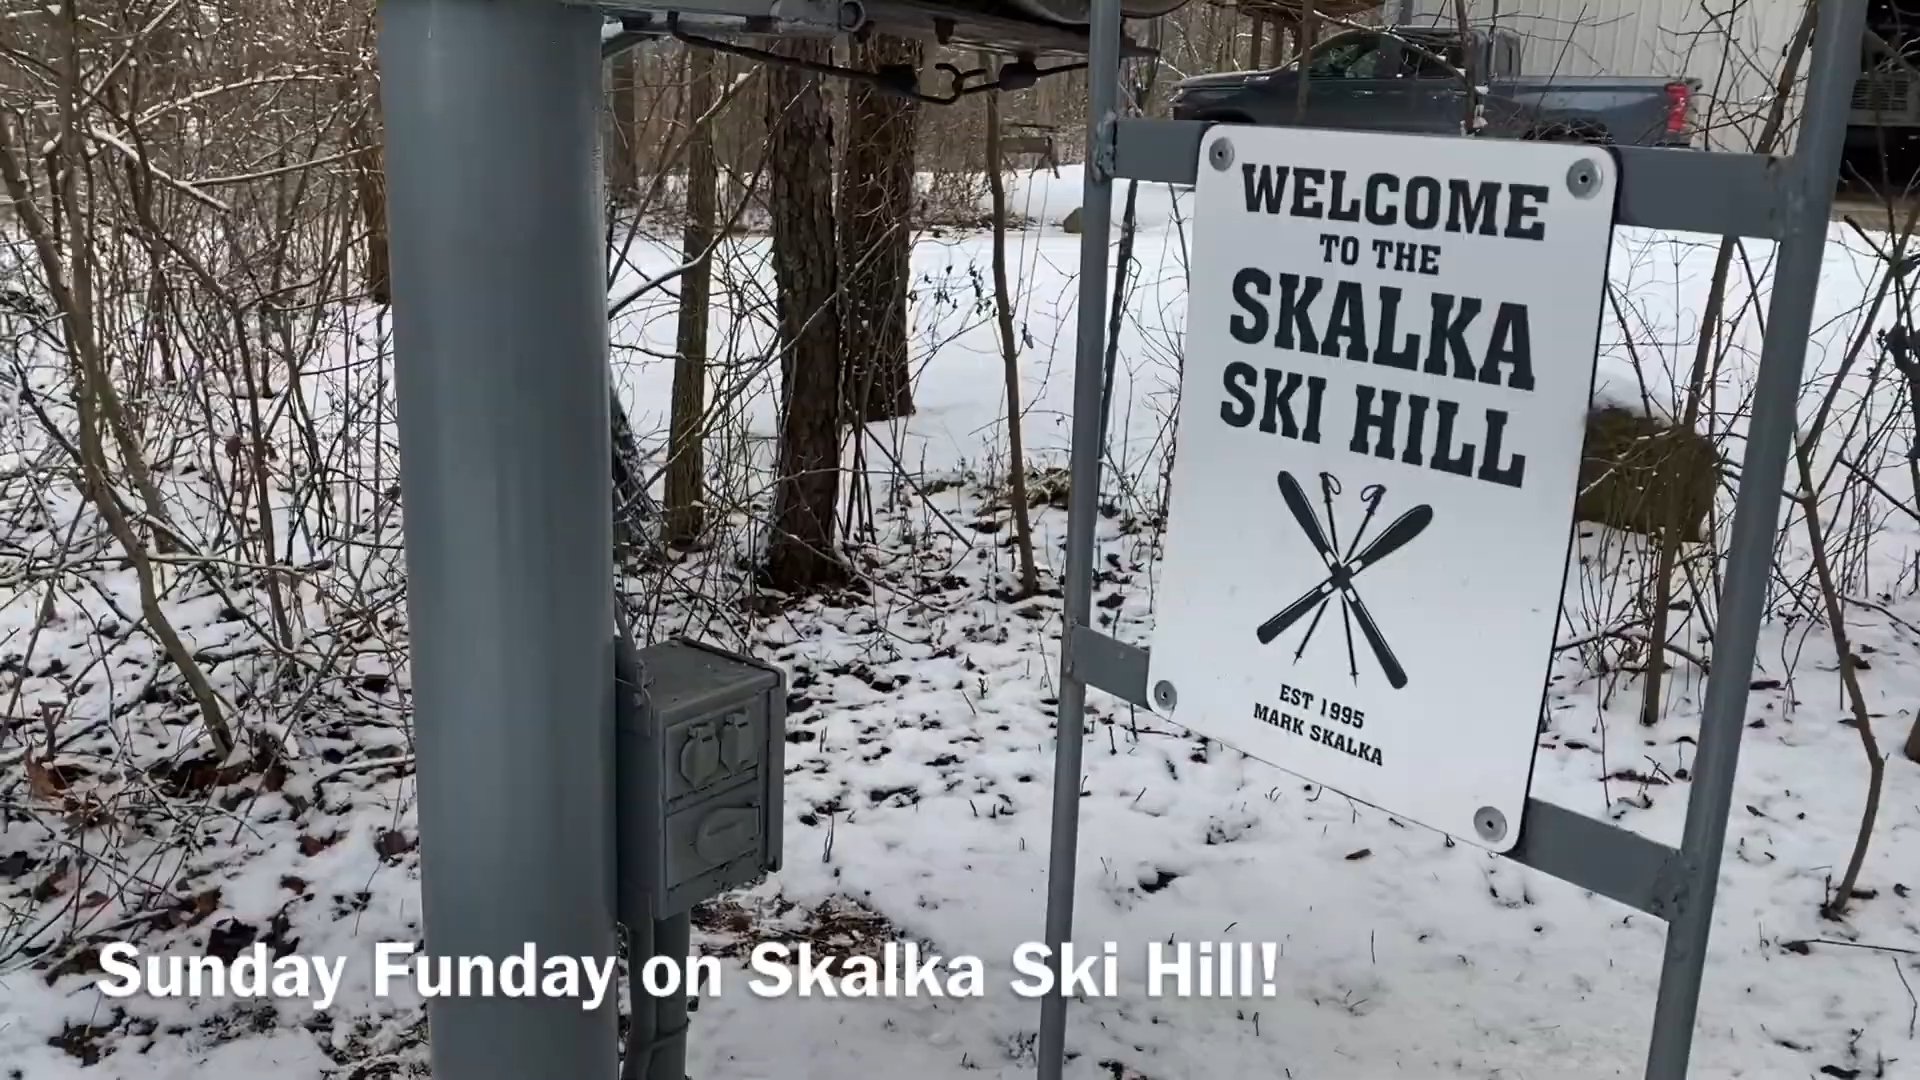 WELCOME
TO THE
SKALKA
SKI HILL
EST 1995
MARK SKALKA
Sunday Funday on Skalka Ski Hill!